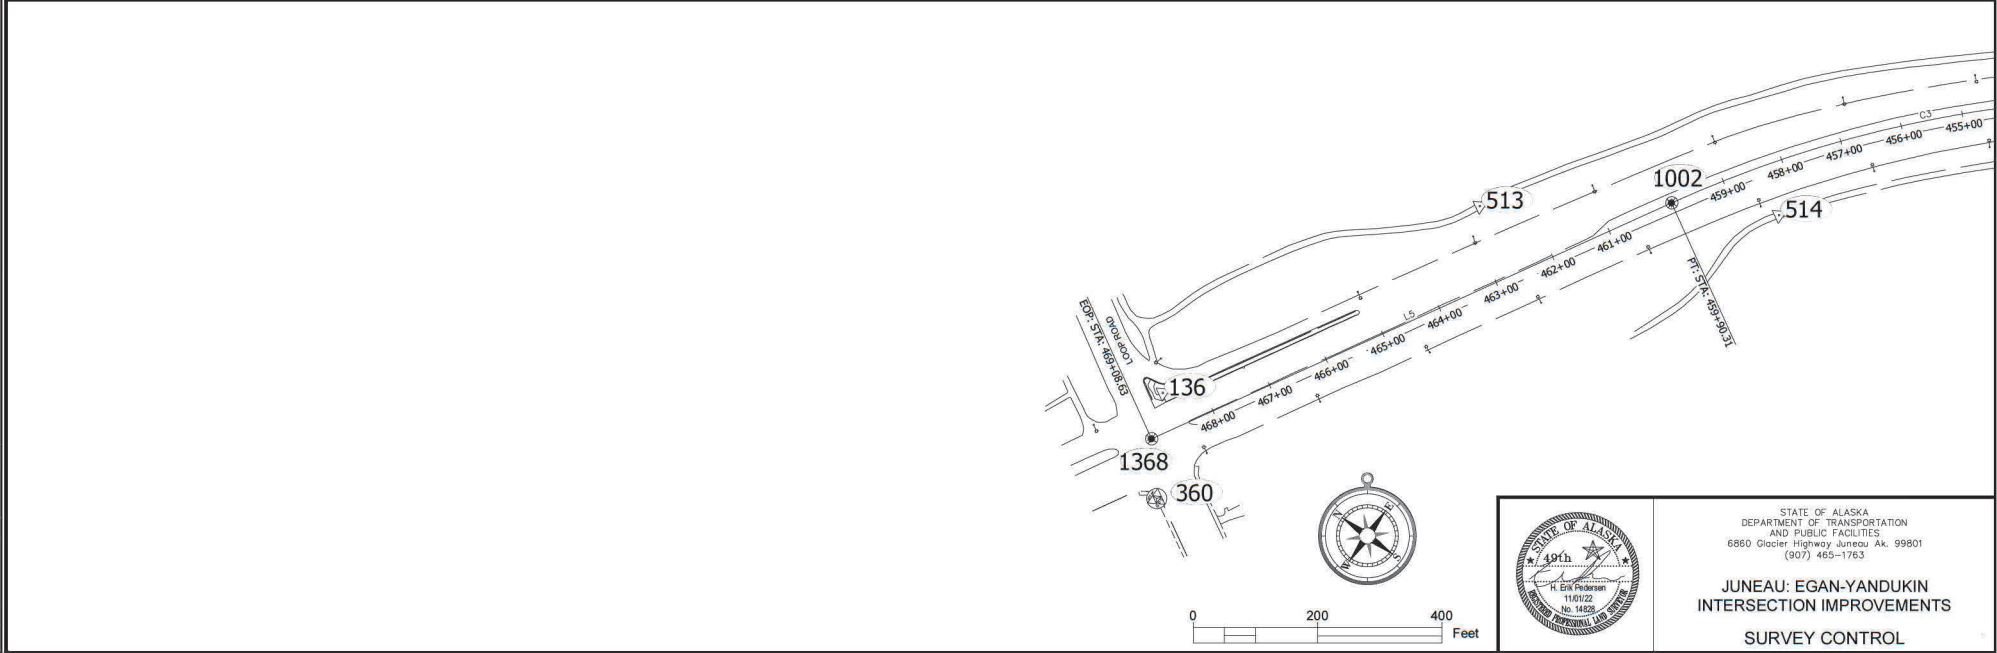 513
1002
514
C3
455+00
456+00
457+00
458+00
459+00
461+00
462+00
463+00
L5
464+00
465+00
466+00
467+00
468+00
PT: STA: 459+90.31
EOP: STA: 469+08.63
LOOP ROAD
136
1368
360
N
E
S
W
0 200 400
Feet
STATE OF ALASKA
49th
H. Erik Pedersen
11/01/22
No. 14828
REGISTERED PROFESSIONAL LAND SURVEYOR
STATE OF ALASKA
DEPARTMENT OF TRANSPORTATION
AND PUBLIC FACILITIES
6860 Glacier Highway Juneau Ak. 99801
(907) 465-1763
JUNEAU: EGAN-YANDUKIN
INTERSECTION IMPROVEMENTS
SURVEY CONTROL